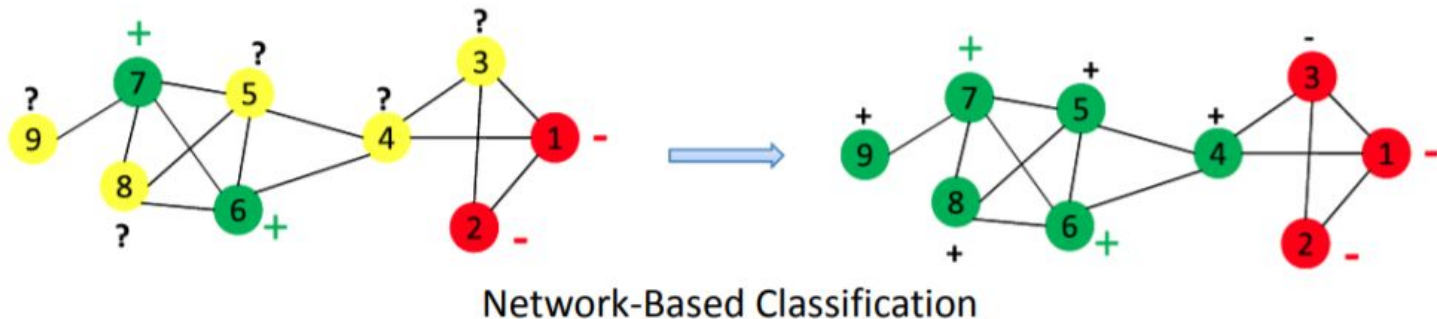 ? + ? ? ?
9 7 8 5 6 4 3 1 2
? + - -
+ + + + -
9 7 8 5 6 4 3 1 2
+ + - -
Network-Based Classification